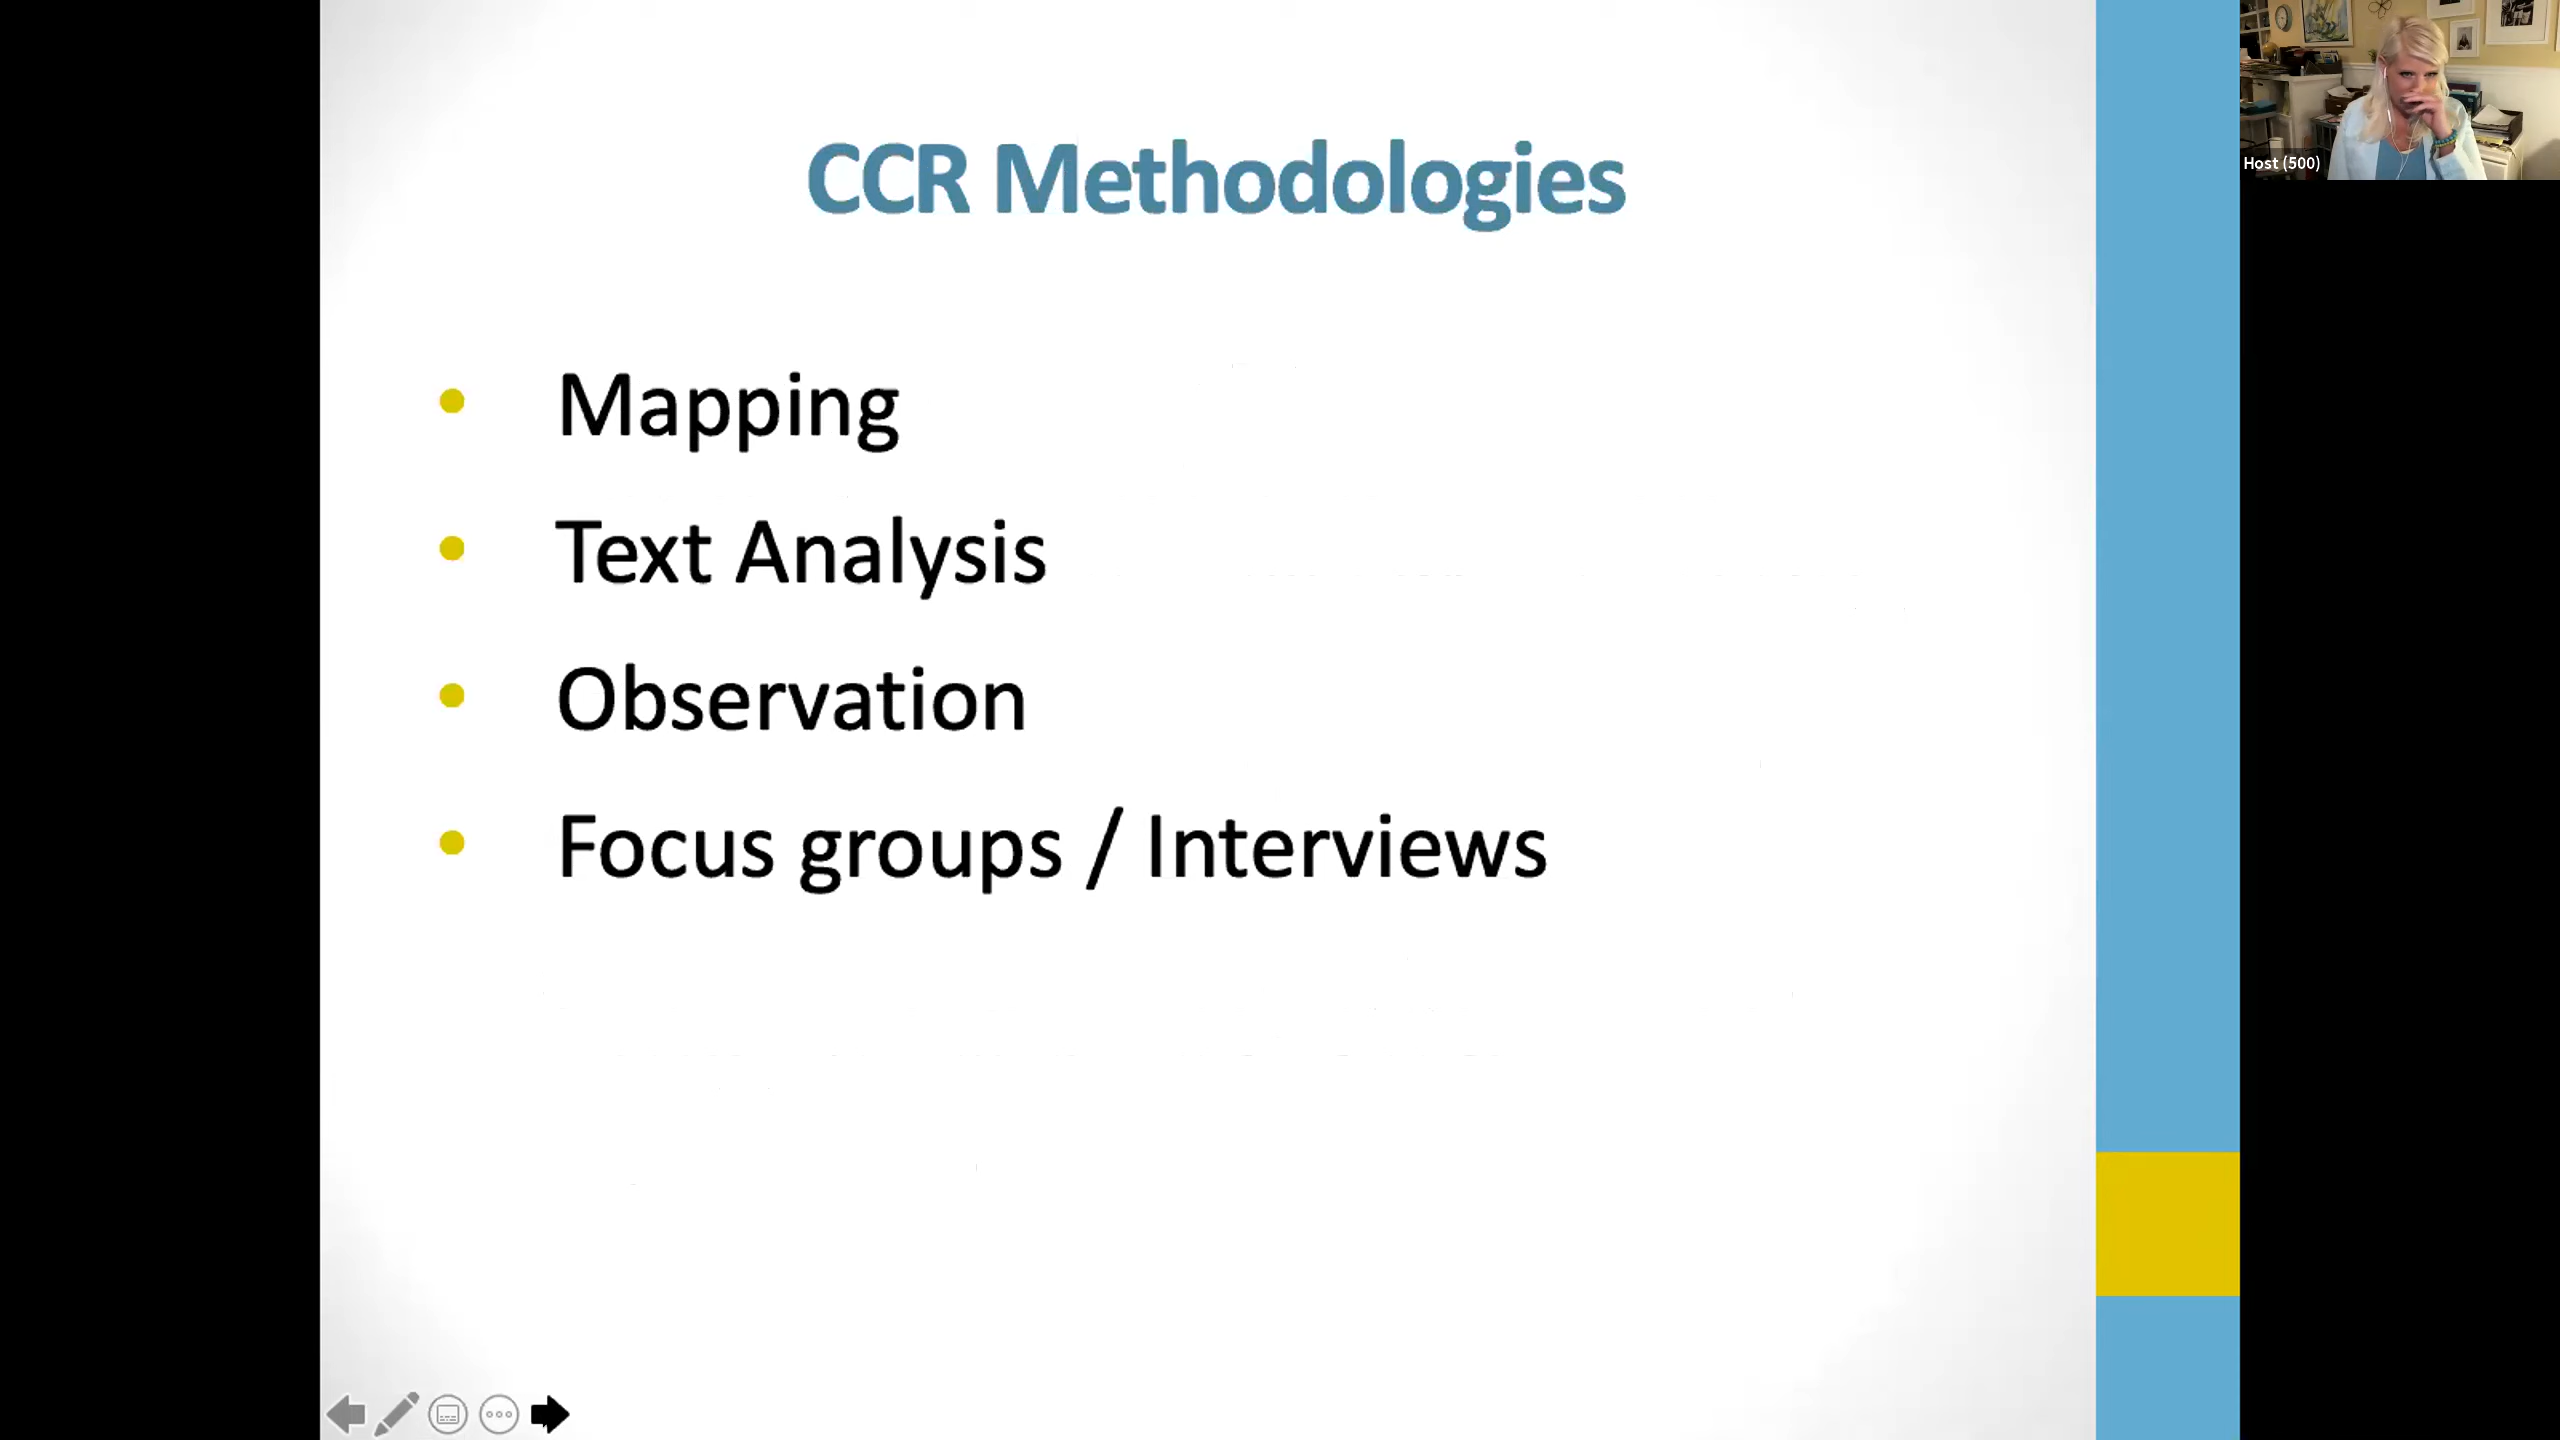 CCR Methodologies
• Mapping
• Text Analysis
• Observation
• Focus groups / Interviews
Host (500)